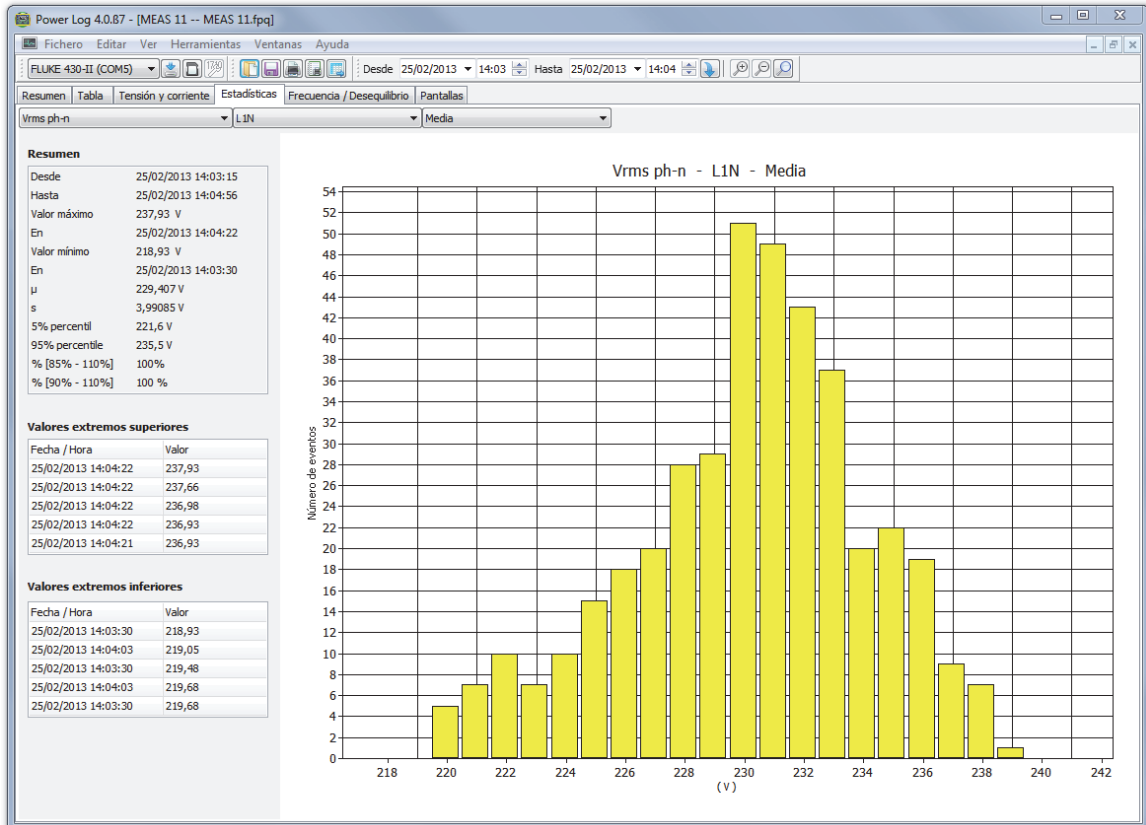 Power Log 4.0.87 - [MEAS 11 -- MEAS 11.fpq]
Fichero Editar Ver Herramientas Ventanas Ayuda
FLUKE 430-II (COM5) Desde 25/02/2013 14:03 Hasta 25/02/2013 14:04
Resumen Tabla Tensión y corriente Estadísticas Frecuencia / Desequilibrio Pantallas
Vrms ph-n L1N Media
Resumen
Desde 25/02/2013 14:03:15
Hasta 25/02/2013 14:04:56
Valor máximo 237,93 V
En 25/02/2013 14:04:22
Valor mínimo 218,93 V
En 25/02/2013 14:03:30
µ 229,407 V
s 3,99085 V
5% percentil 221,6 V
95% percentile 235,5 V
% [85% - 110%] 100%
% [90% - 110%] 100 %
Valores extremos superiores
Fecha / Hora Valor
25/02/2013 14:04:22 237,93
25/02/2013 14:04:22 237,66
25/02/2013 14:04:22 236,98
25/02/2013 14:04:22 236,93
25/02/2013 14:04:21 236,93
Valores extremos inferiores
Fecha / Hora Valor
25/02/2013 14:03:30 218,93
25/02/2013 14:04:03 219,05
25/02/2013 14:03:30 219,48
25/02/2013 14:04:03 219,68
25/02/2013 14:03:30 219,68
Vrms ph-n - L1N - Media
Número de eventos
54
52
50
48
46
44
42
40
38
36
34
32
30
28
26
24
22
20
18
16
14
12
10
8
6
4
2
0
218 220 222 224 226 228 230 232 234 236 238 240 242
(V)